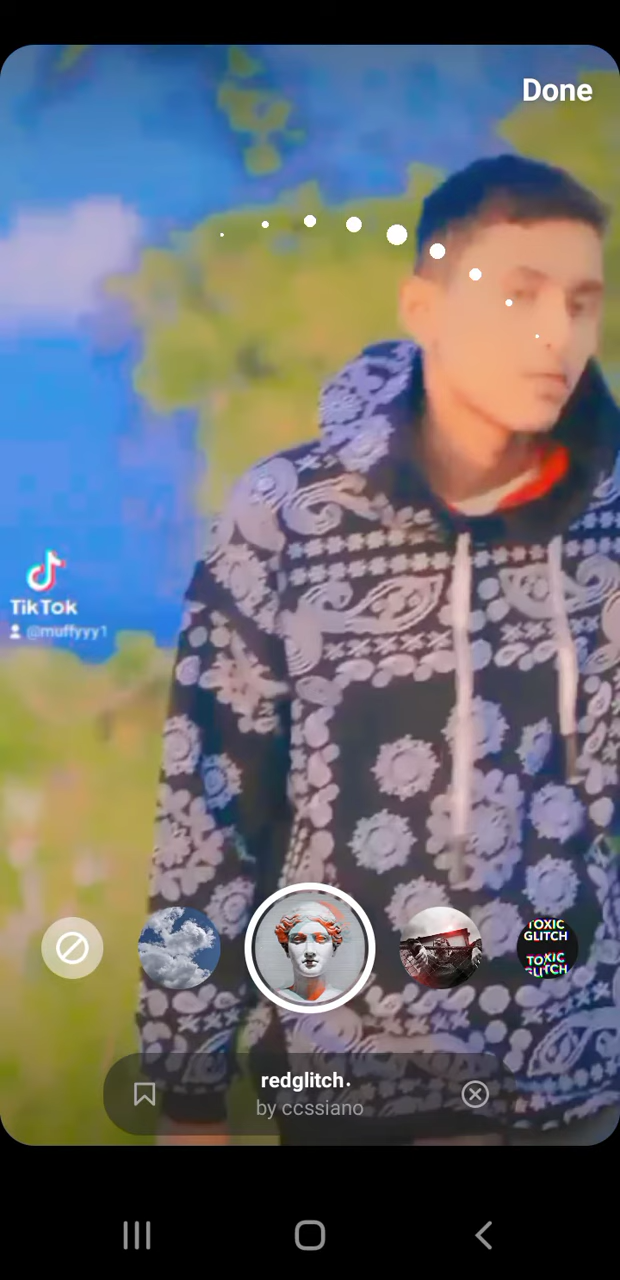 Done
TikTok
@muffyyy1
TOXIC
GLITCH
TOXIC
GLITCH
redglitch.
by ccssiano